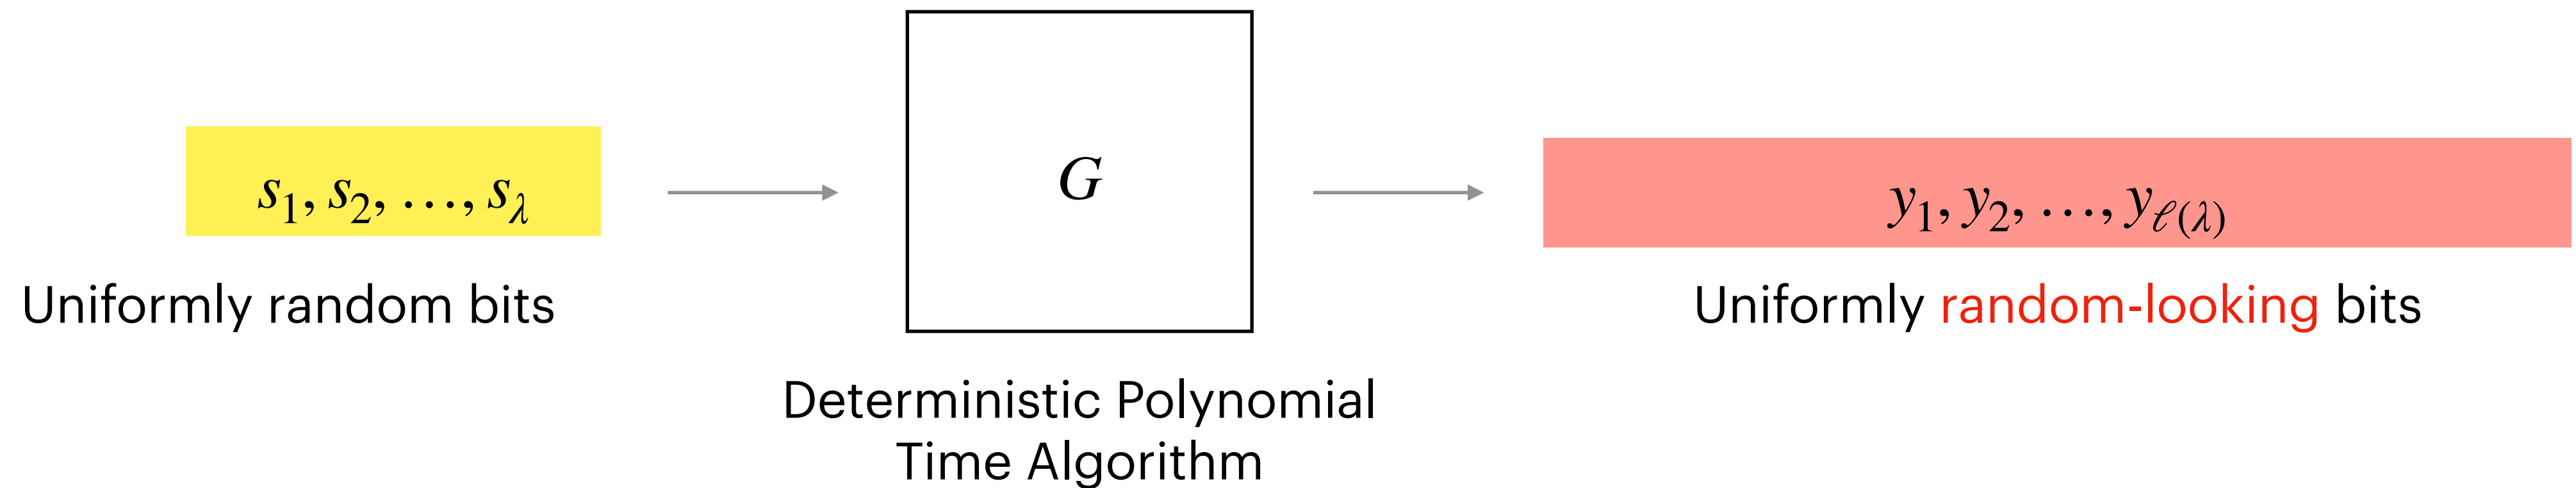 s₁, s₂, …, s_λ
Uniformly random bits
G
Deterministic Polynomial
Time Algorithm
y₁, y₂, …, y_ℓ(λ)
Uniformly random-looking bits